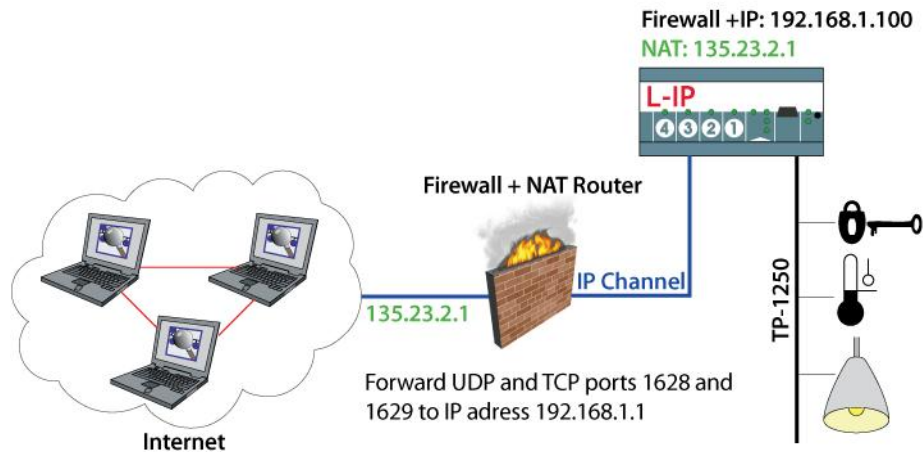 Firewall +IP: 192.168.1.100
NAT: 135.23.2.1
L-IP
4 3 2 1
Firewall + NAT Router
IP Channel
135.23.2.1
TP-1250
Forward UDP and TCP ports 1628 and
1629 to IP adress 192.168.1.1
Internet